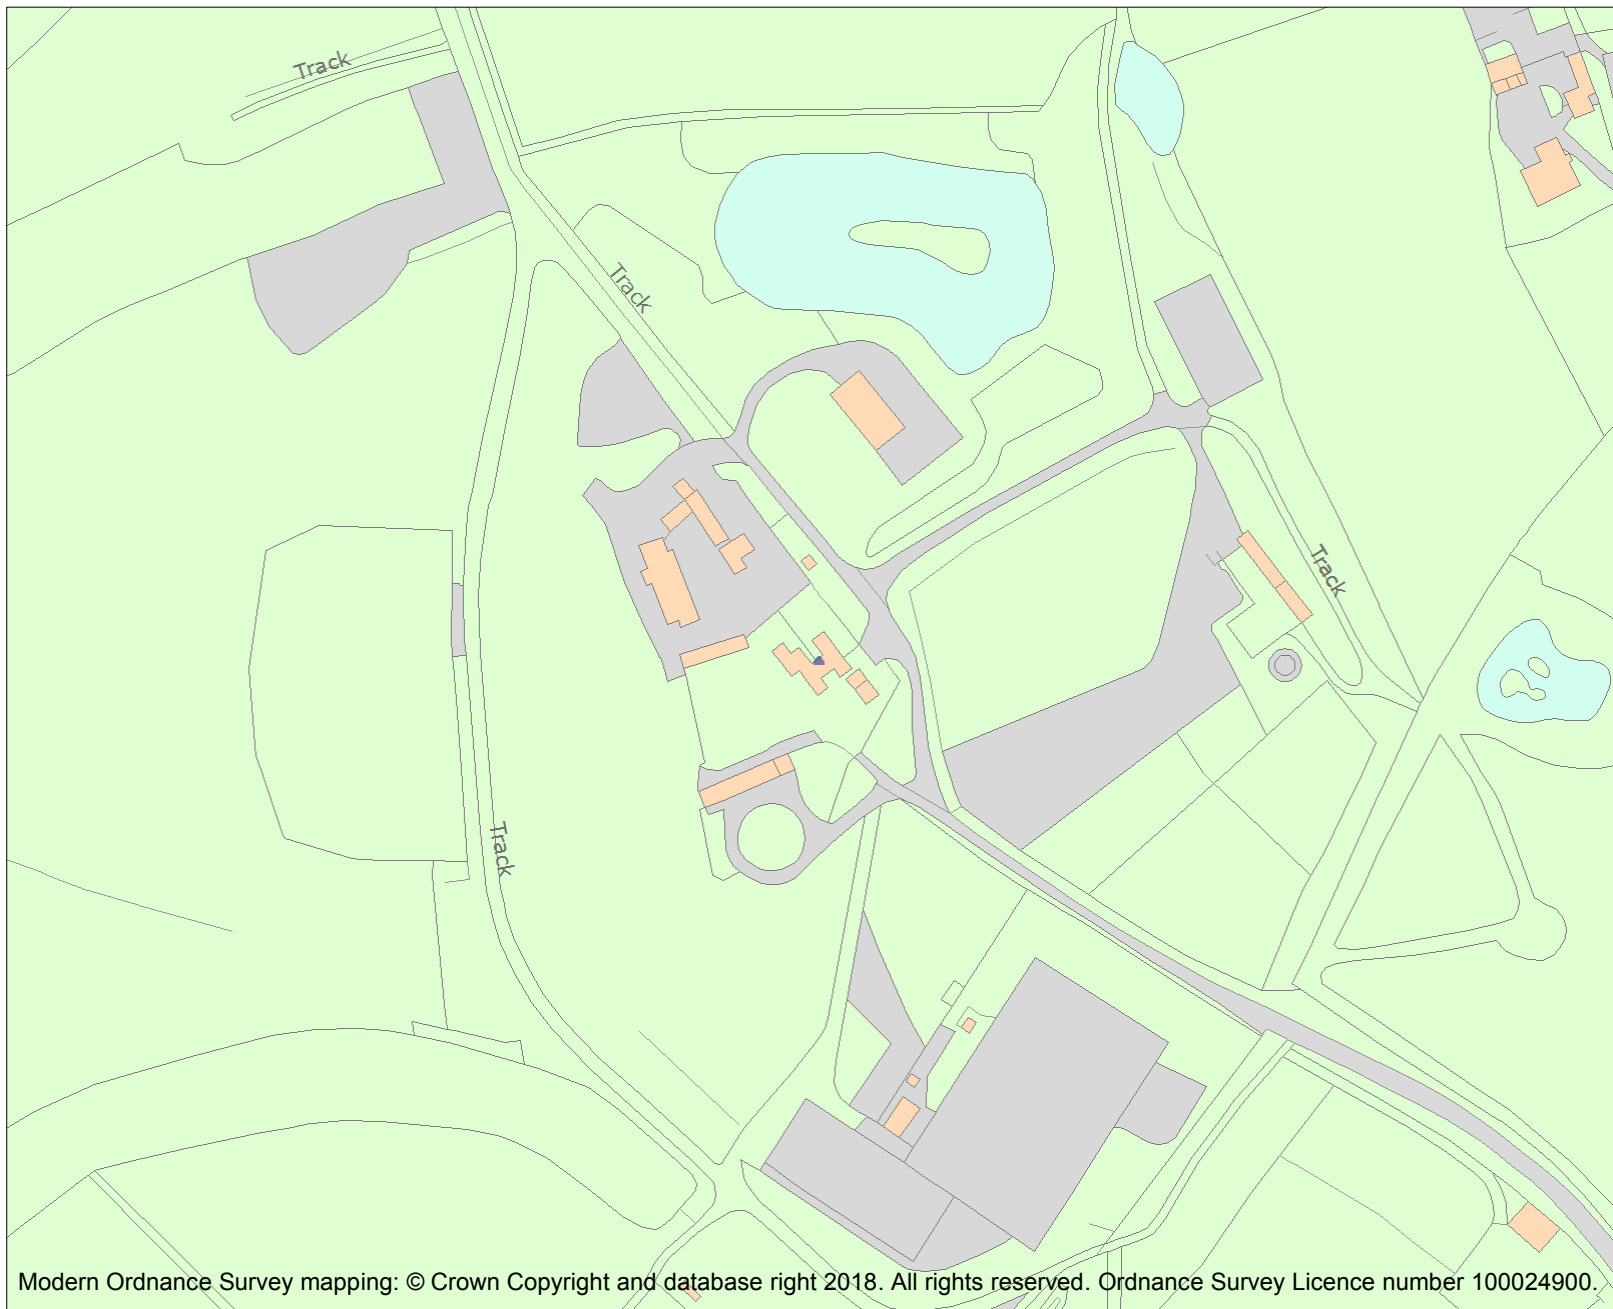 Track
Track
Track
Track
Modern Ordnance Survey mapping: © Crown Copyright and database right 2018. All rights reserved. Ordnance Survey Licence number 100024900.